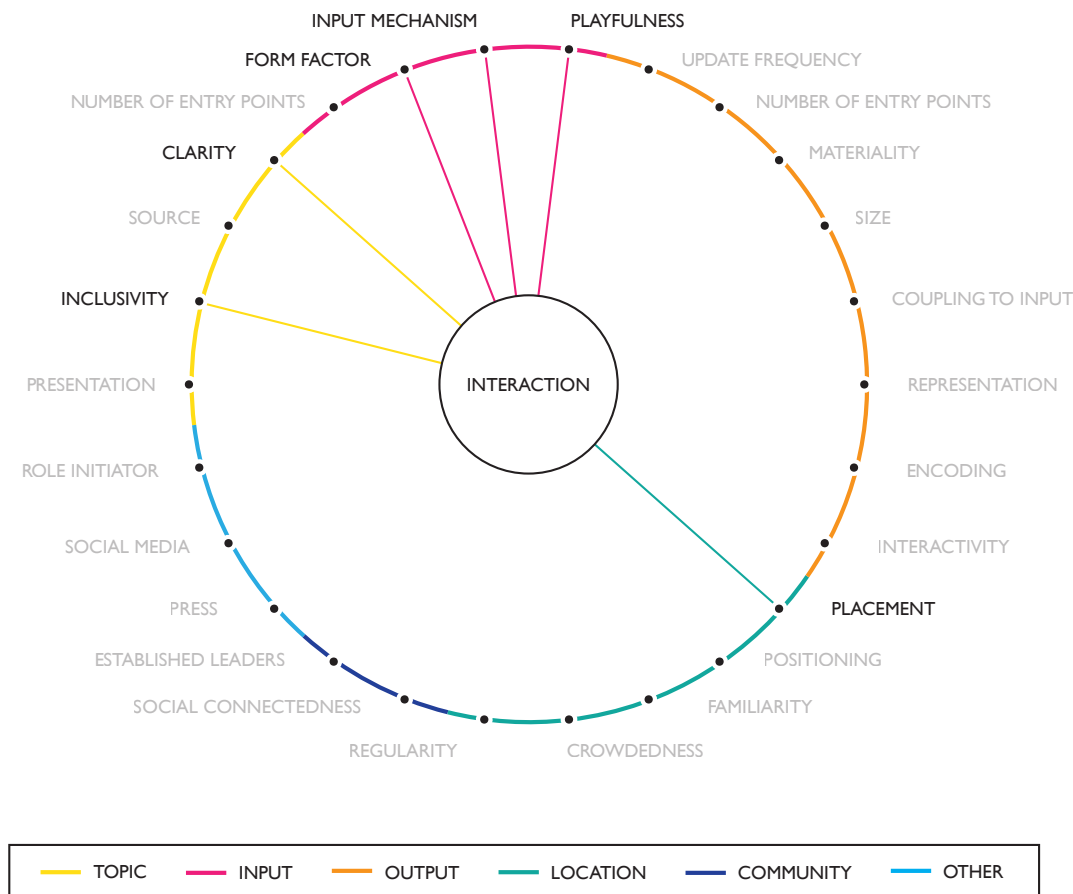 INPUT MECHANISM
PLAYFULNESS
FORM FACTOR
UPDATE FREQUENCY
NUMBER OF ENTRY POINTS
NUMBER OF ENTRY POINTS
CLARITY
MATERIALITY
SOURCE
SIZE
INCLUSIVITY
COUPLING TO INPUT
PRESENTATION
INTERACTION
REPRESENTATION
ROLE INITIATOR
ENCODING
SOCIAL MEDIA
INTERACTIVITY
PRESS
PLACEMENT
ESTABLISHED LEADERS
POSITIONING
SOCIAL CONNECTEDNESS
FAMILIARITY
REGULARITY
CROWDEDNESS
TOPIC
INPUT
OUTPUT
LOCATION
COMMUNITY
OTHER